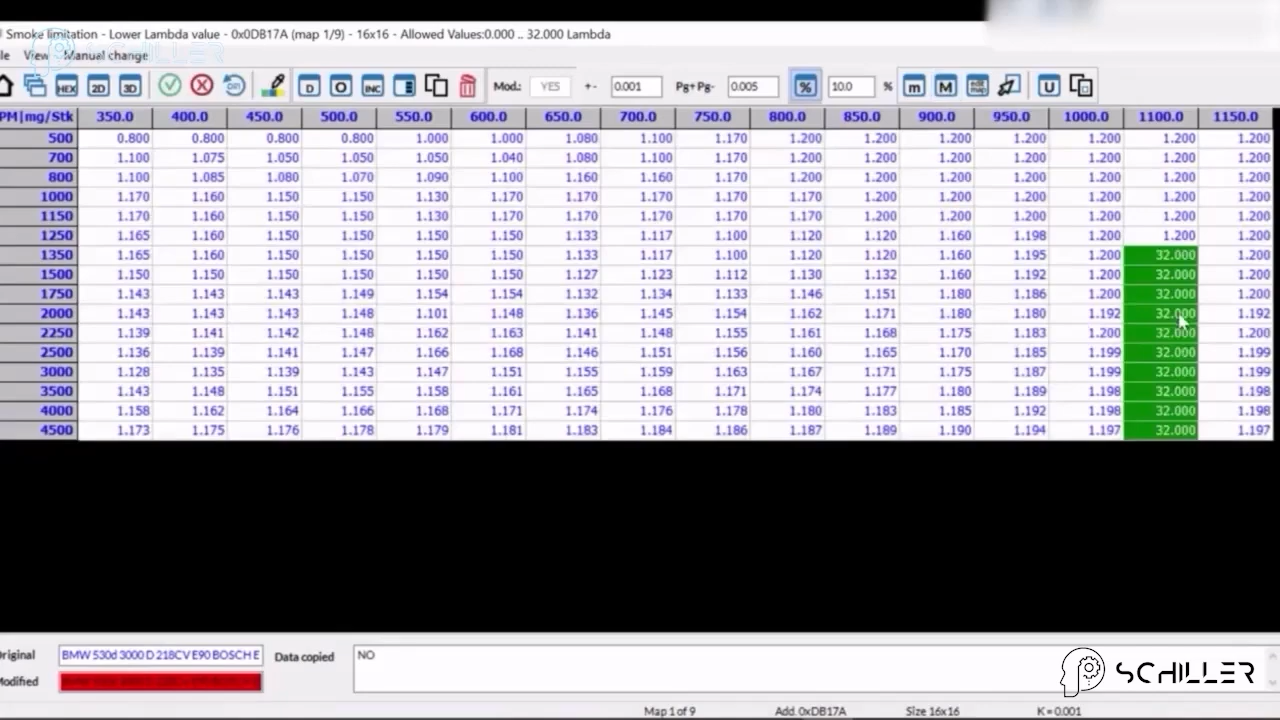 Smoke limitation - Lower Lambda value - 0x0DB17A (map 1/9) - 16x16 - Allowed Values:0.000 .. 32.000 Lambda
SCHILLER
le View Manual change
HEX 2D 3D ORI D O INC Mod.: YES +- 0.001 Pg+Pg- 0.005 % 10.0 % m M U
PM|mg/Stk 350.0 400.0 450.0 500.0 550.0 600.0 650.0 700.0 750.0 800.0 850.0 900.0 950.0 1000.0 1100.0 1150.0
500 0.800 0.800 0.800 0.800 1.000 1.000 1.080 1.100 1.170 1.200 1.200 1.200 1.200 1.200 1.200 1.200
700 1.100 1.075 1.050 1.050 1.050 1.040 1.080 1.100 1.170 1.200 1.200 1.200 1.200 1.200 1.200 1.200
800 1.100 1.085 1.080 1.070 1.090 1.100 1.160 1.160 1.170 1.200 1.200 1.200 1.200 1.200 1.200 1.200
1000 1.170 1.160 1.150 1.150 1.130 1.170 1.170 1.170 1.170 1.170 1.200 1.200 1.200 1.200 1.200 1.200
1150 1.170 1.160 1.150 1.150 1.130 1.170 1.170 1.170 1.170 1.200 1.200 1.200 1.200 1.200 1.200 1.200
1250 1.165 1.160 1.150 1.150 1.150 1.150 1.133 1.117 1.100 1.120 1.120 1.160 1.198 1.200 1.200 1.200
1350 1.165 1.160 1.150 1.150 1.150 1.150 1.133 1.117 1.100 1.120 1.120 1.160 1.195 1.200 32.000 1.200
1500 1.150 1.150 1.150 1.150 1.150 1.150 1.127 1.123 1.112 1.130 1.132 1.160 1.192 1.200 32.000 1.200
1750 1.143 1.143 1.143 1.149 1.154 1.154 1.132 1.134 1.133 1.146 1.151 1.180 1.186 1.200 32.000 1.200
2000 1.143 1.143 1.143 1.148 1.101 1.148 1.136 1.145 1.154 1.162 1.171 1.180 1.180 1.192 32.000 1.192
2250 1.139 1.141 1.142 1.148 1.162 1.163 1.141 1.148 1.155 1.161 1.168 1.175 1.183 1.200 32.000 1.200
2500 1.136 1.139 1.141 1.147 1.166 1.168 1.146 1.151 1.156 1.160 1.165 1.170 1.185 1.199 32.000 1.199
3000 1.128 1.135 1.139 1.143 1.147 1.151 1.155 1.159 1.163 1.167 1.171 1.175 1.187 1.199 32.000 1.199
3500 1.143 1.148 1.151 1.155 1.158 1.161 1.165 1.168 1.171 1.174 1.177 1.180 1.189 1.198 32.000 1.198
4000 1.158 1.162 1.164 1.166 1.168 1.171 1.174 1.176 1.178 1.180 1.183 1.185 1.192 1.198 32.000 1.198
4500 1.173 1.175 1.176 1.178 1.179 1.181 1.183 1.184 1.186 1.187 1.189 1.190 1.194 1.197 32.000 1.197
Original BMW 530d 3000 D 218CV E90 BOSCH E Data copied NO
Modified
SCHILLER
Map 1 of 9 Add. 0xDB17A Size 16x16 K = 0.001